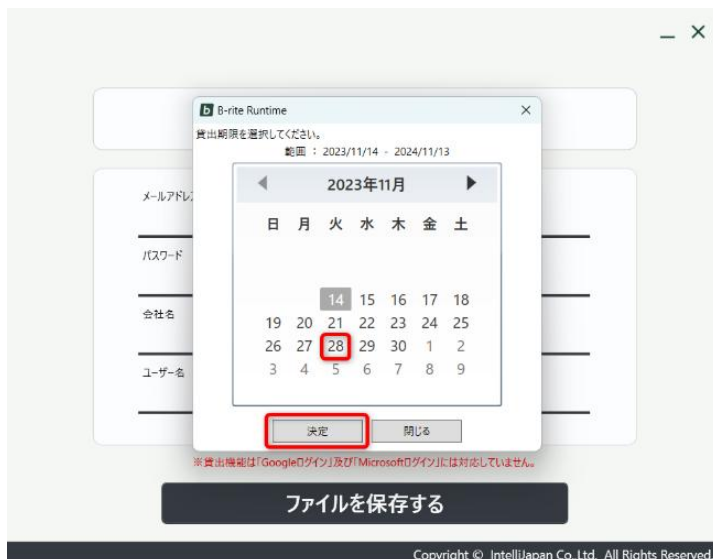 B-rite Runtime
貸出期限を選択してください。
範囲 : 2023/11/14 - 2024/11/13
2023年11月
日 月 火 水 木 金 土
14 15 16 17 18
19 20 21 22 23 24 25
26 27 28 29 30 1 2
3 4 5 6 7 8 9
決定 閉じる
メールアドレ
パスワード
会社名
ユーザー名
※貸出機能は「Googleログイン」及び「Microsoftログイン」には対応していません。
ファイルを保存する
Copyright © IntelliJapan Co. Ltd, All Rights Reserved